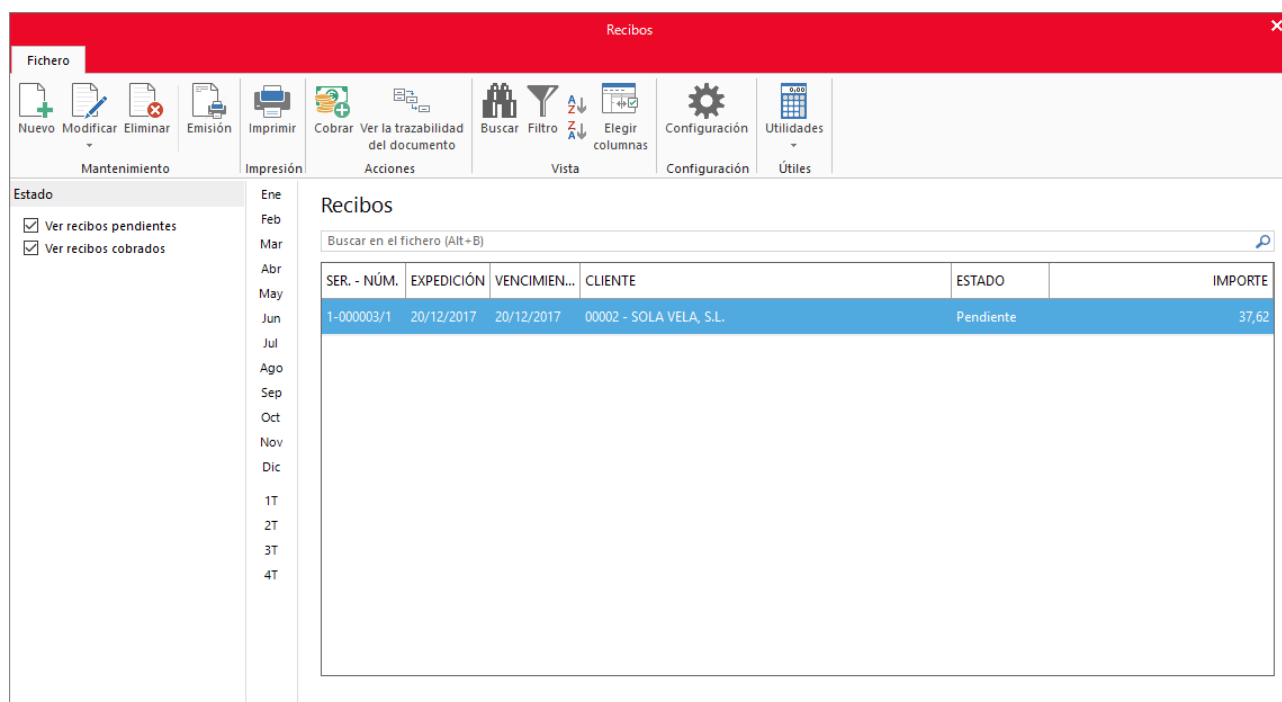 Recibos
Fichero
Nuevo Modificar Eliminar Emisión Imprimir Cobrar Ver la trazabilidad del documento Buscar Filtro Elegir columnas Configuración Utilidades
Mantenimiento Impresión Acciones Vista Configuración Útiles
Estado
Ver recibos pendientes
Ver recibos cobrados
Ene
Feb
Mar
Abr
May
Jun
Jul
Ago
Sep
Oct
Nov
Dic
1T
2T
3T
4T
Recibos
Buscar en el fichero (Alt+B)
SER. - NÚM. EXPEDICIÓN VENCIMIEN... CLIENTE ESTADO IMPORTE
1-000003/1 20/12/2017 20/12/2017 00002 - SOLA VELA, S.L. Pendiente 37,62